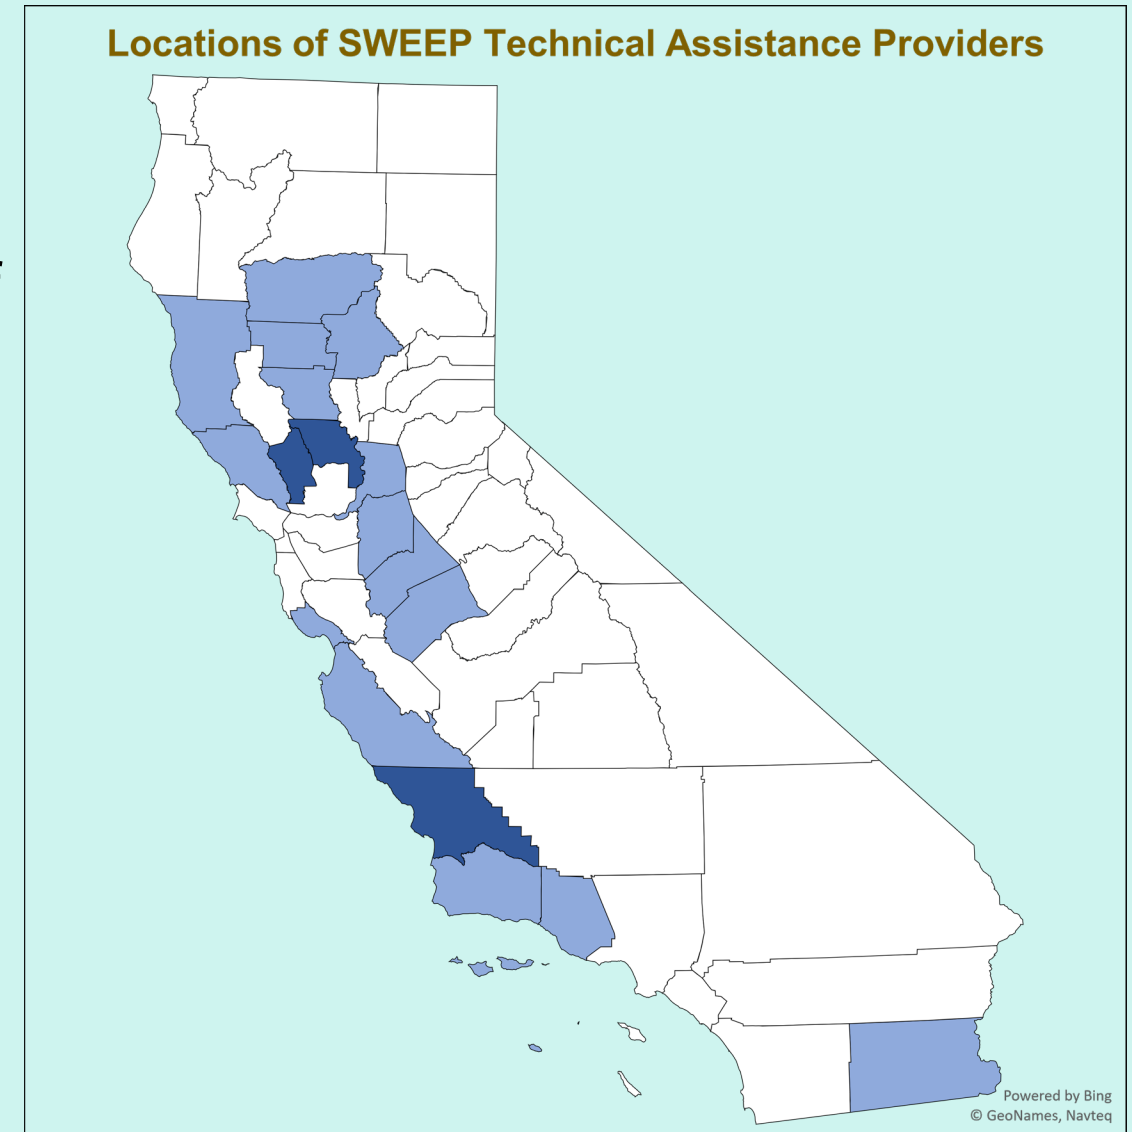 Locations of SWEEP Technical Assistance Providers
Powered by Bing
© GeoNames, Navteq